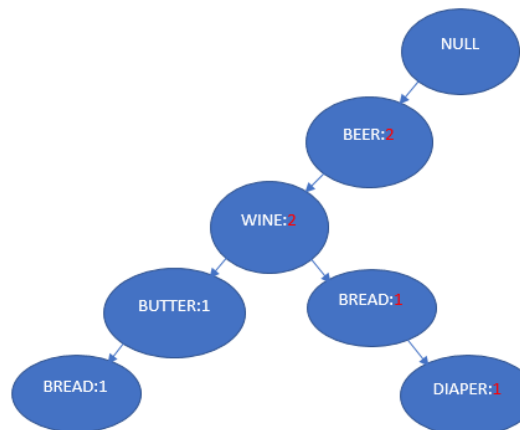 NULL
BEER:2
WINE:2
BUTTER:1
BREAD:1
BREAD:1
DIAPER:1